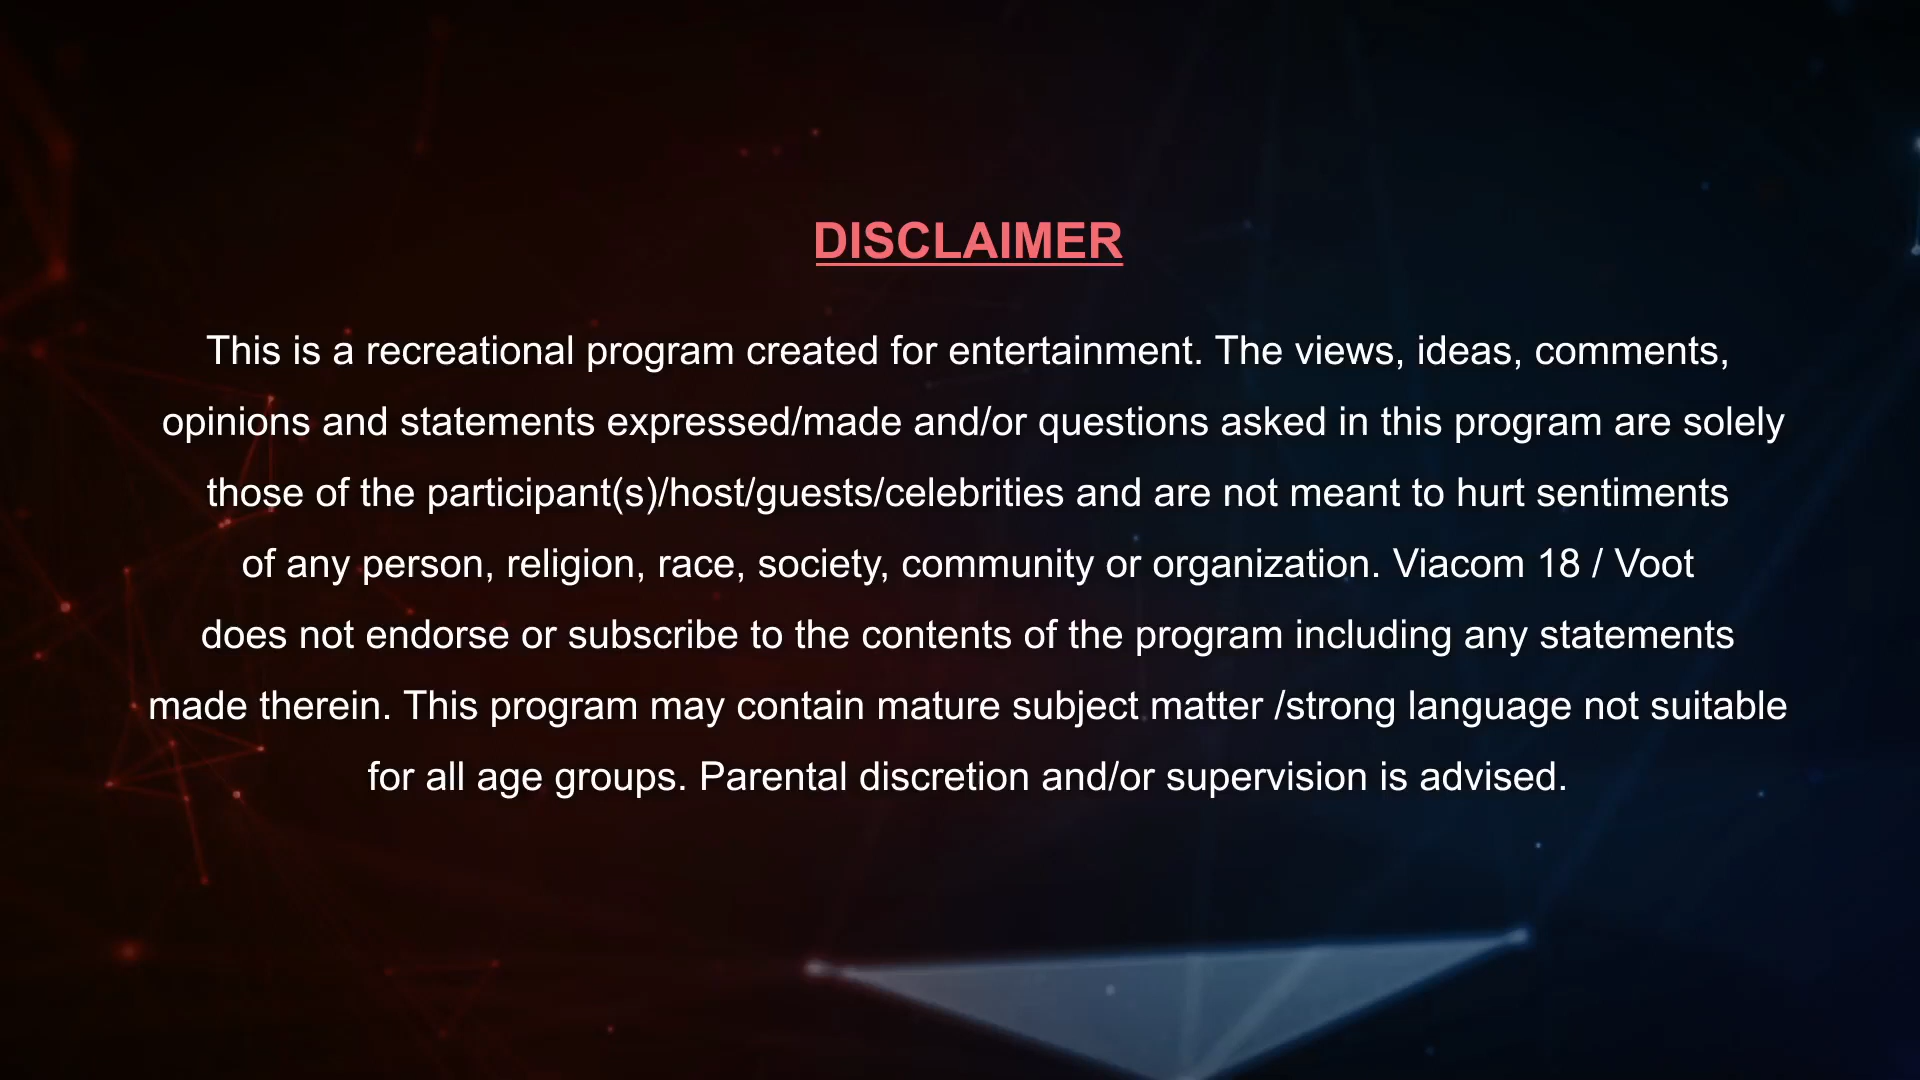 DISCLAIMER
This is a recreational program created for entertainment. The views, ideas, comments,
opinions and statements expressed/made and/or questions asked in this program are solely
those of the participant(s)/host/guests/celebrities and are not meant to hurt sentiments
of any person, religion, race, society, community or organization. Viacom 18 / Voot
does not endorse or subscribe to the contents of the program including any statements
made therein. This program may contain mature subject matter /strong language not suitable
for all age groups. Parental discretion and/or supervision is advised.